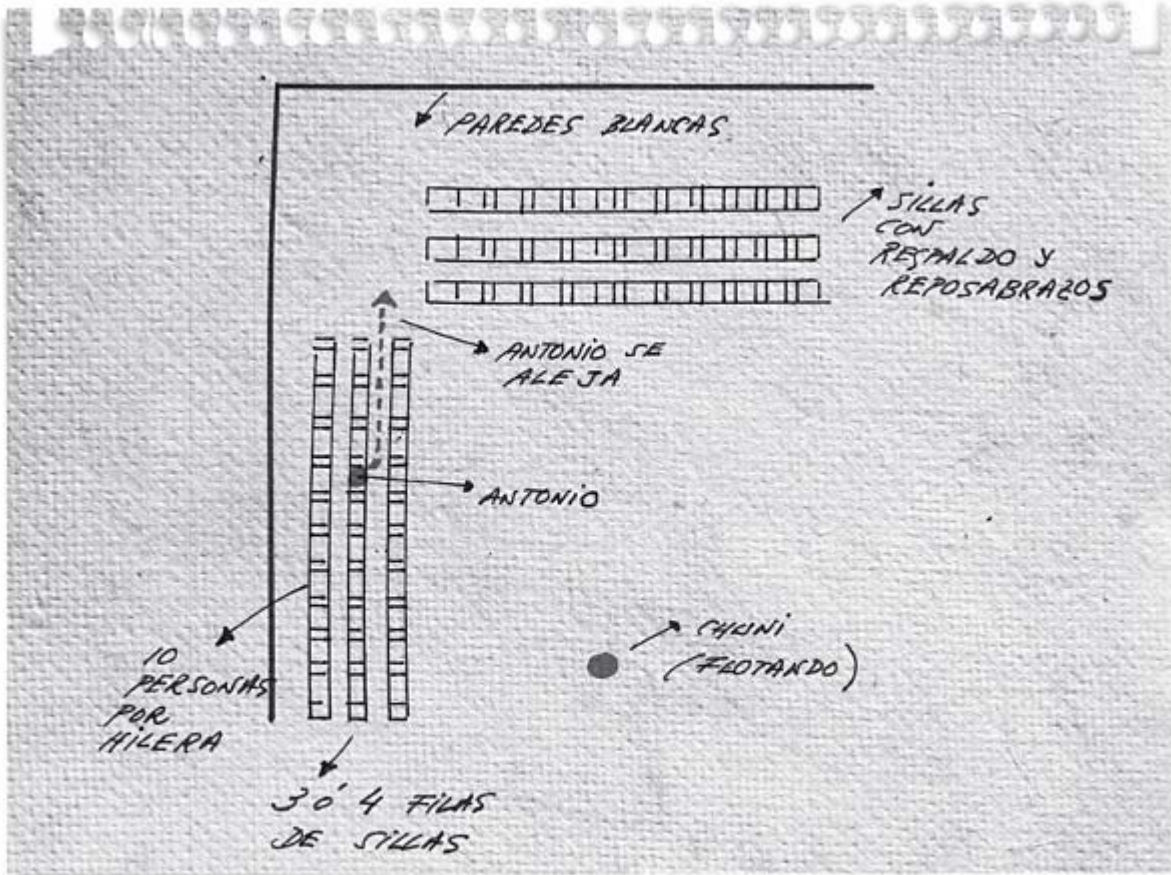 PAREDES BLANCAS
SILLAS
CON
RESPALDO Y
REPOSABRAZOS
ANTONIO SE
ALEJA
ANTONIO
CHUNI
(FLOTANDO)
10
PERSONAS
POR
HILERA
3 Ó 4 FILAS
DE SILLAS